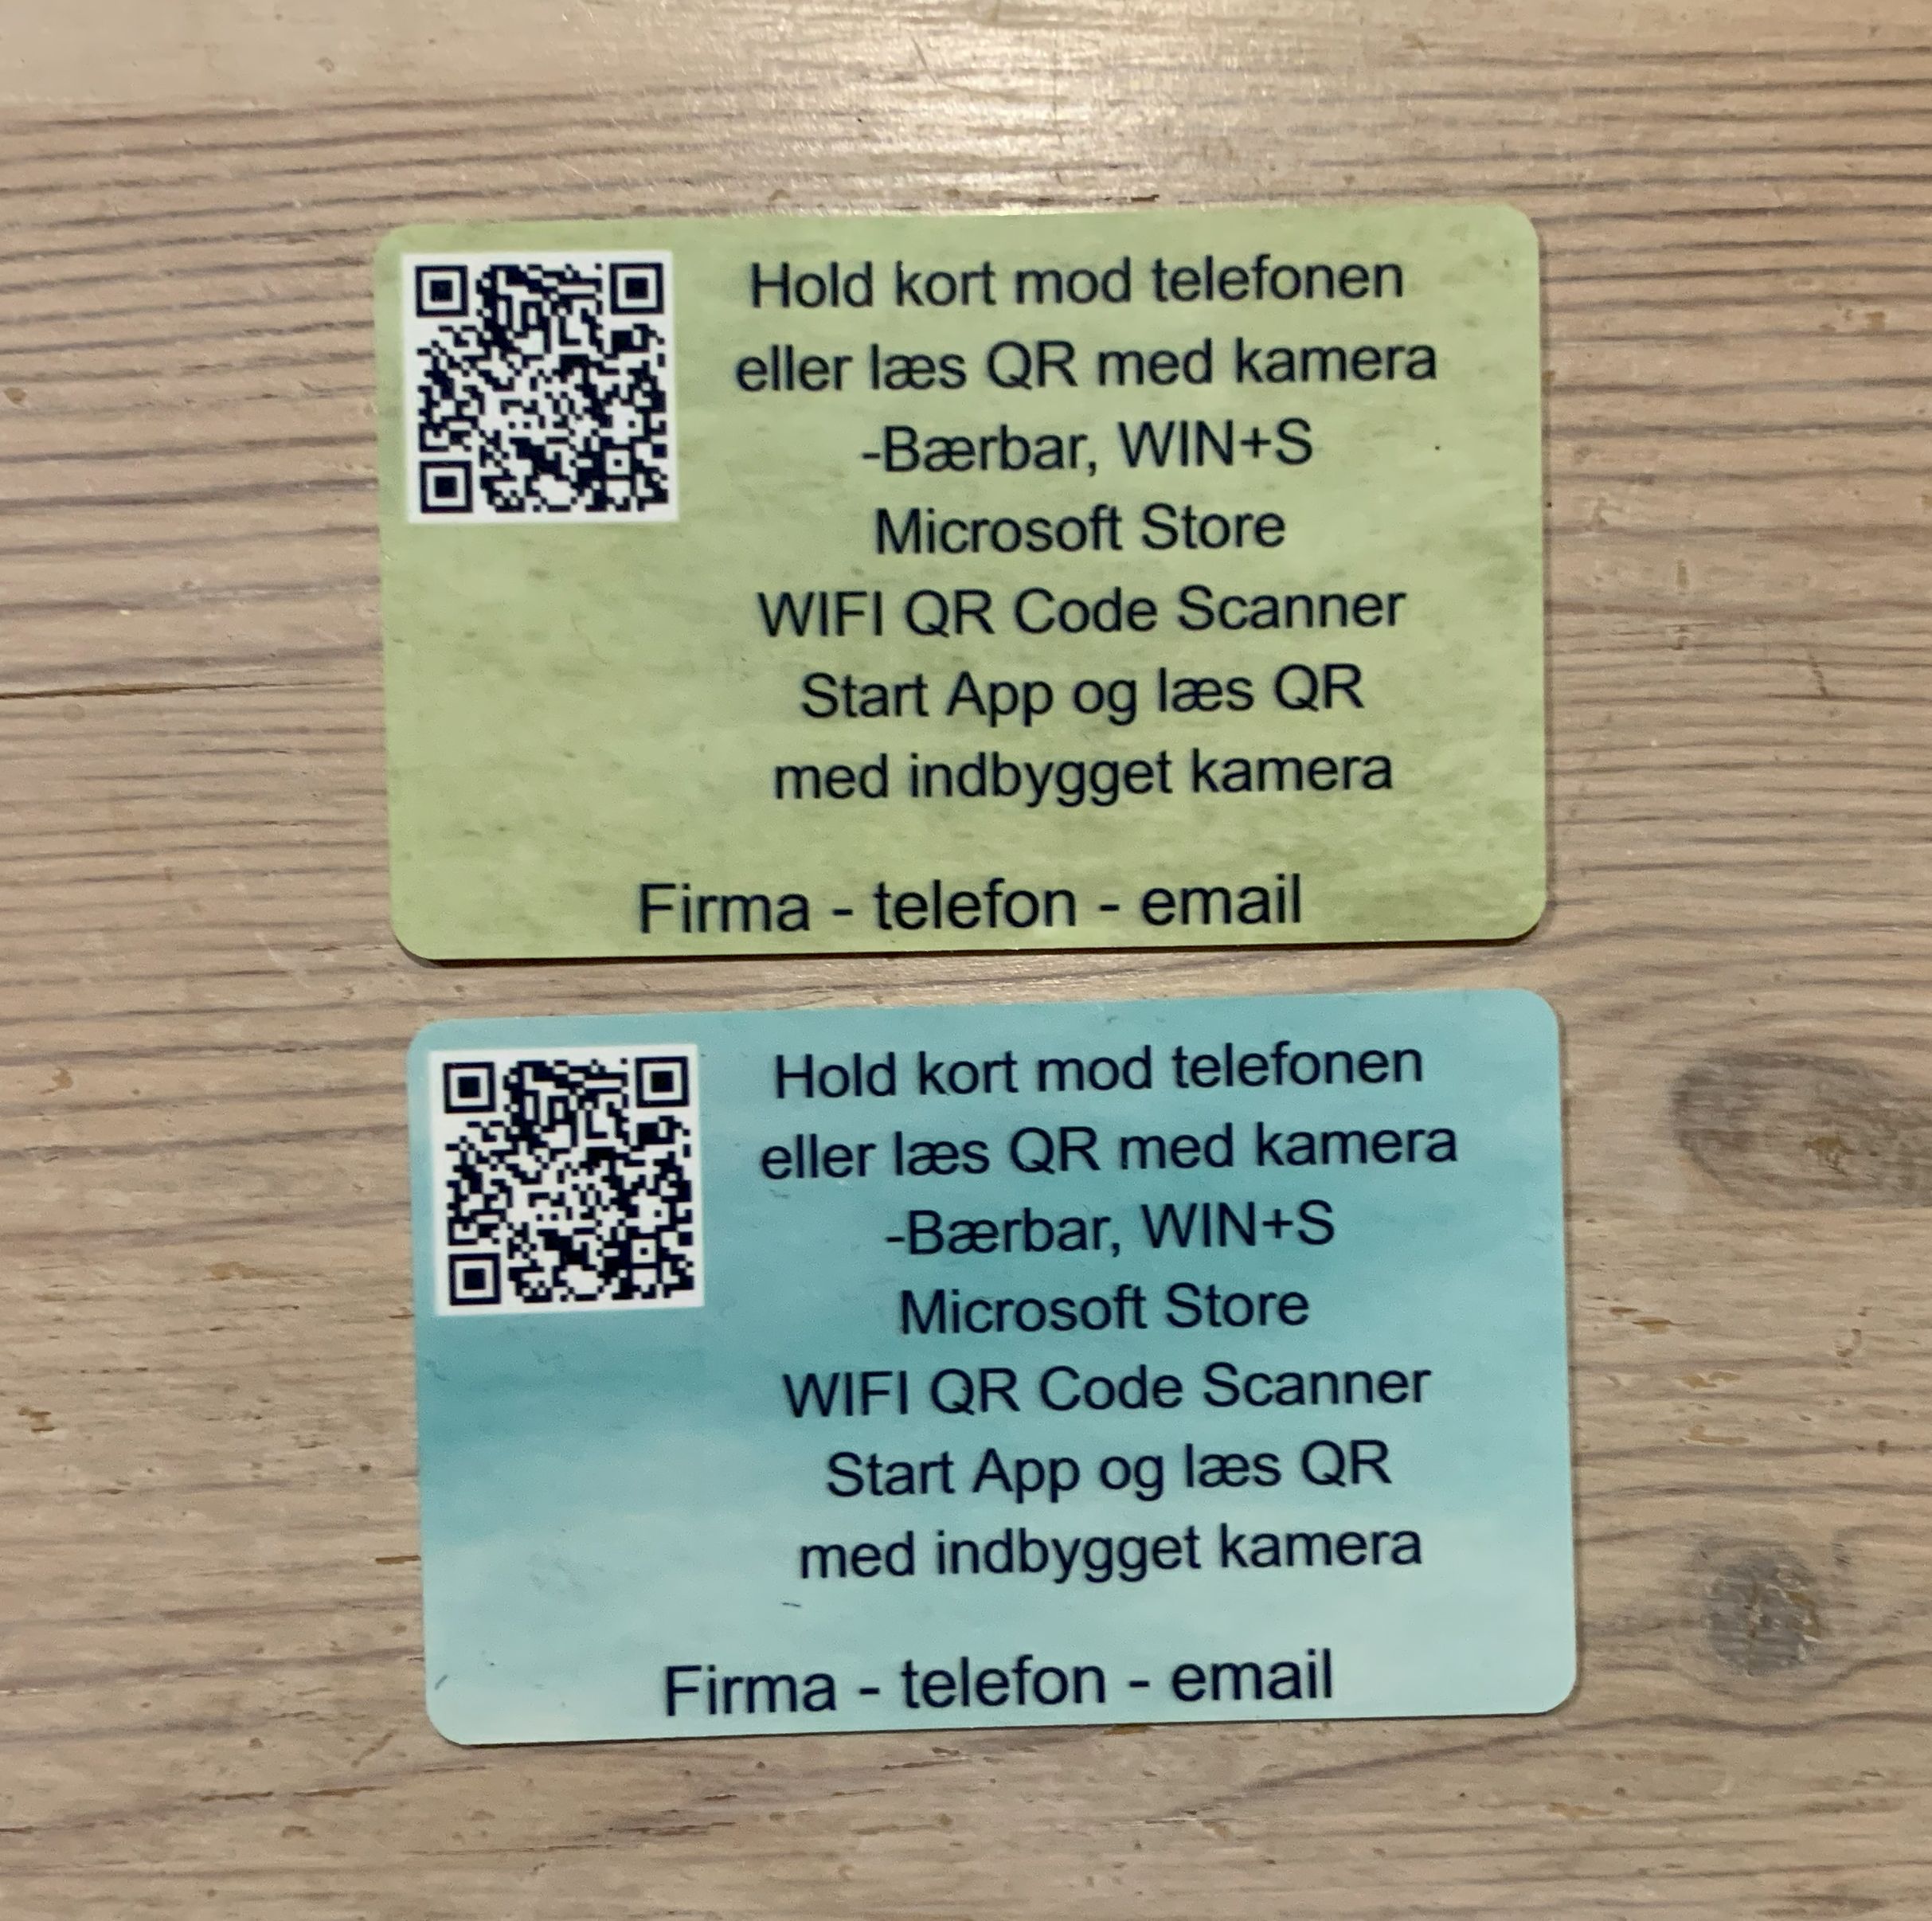 Hold kort mod telefonen
eller læs QR med kamera
-Bærbar, WIN+S
Microsoft Store
WIFI QR Code Scanner
Start App og læs QR
med indbygget kamera
Firma - telefon - email
Hold kort mod telefonen
eller læs QR med kamera
-Bærbar, WIN+S
Microsoft Store
WIFI QR Code Scanner
Start App og læs QR
med indbygget kamera
Firma - telefon - email